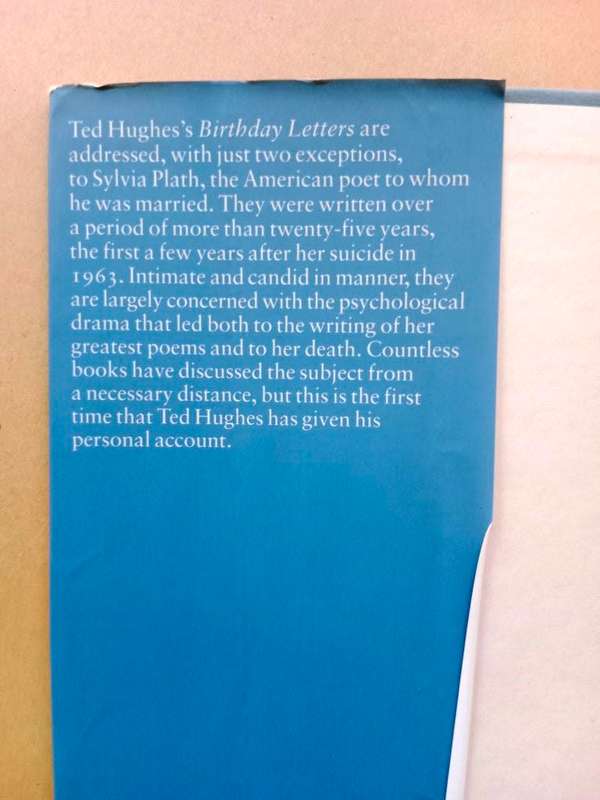 Ted Hughes's Birthday Letters are
addressed, with just two exceptions,
to Sylvia Plath, the American poet to whom
he was married. They were written over
a period of more than twenty-five years,
the first a few years after her suicide in
1963. Intimate and candid in manner, they
are largely concerned with the psychological
drama that led both to the writing of her
greatest poems and to her death. Countless
books have discussed the subject from
a necessary distance, but this is the first
time that Ted Hughes has given his
personal account.